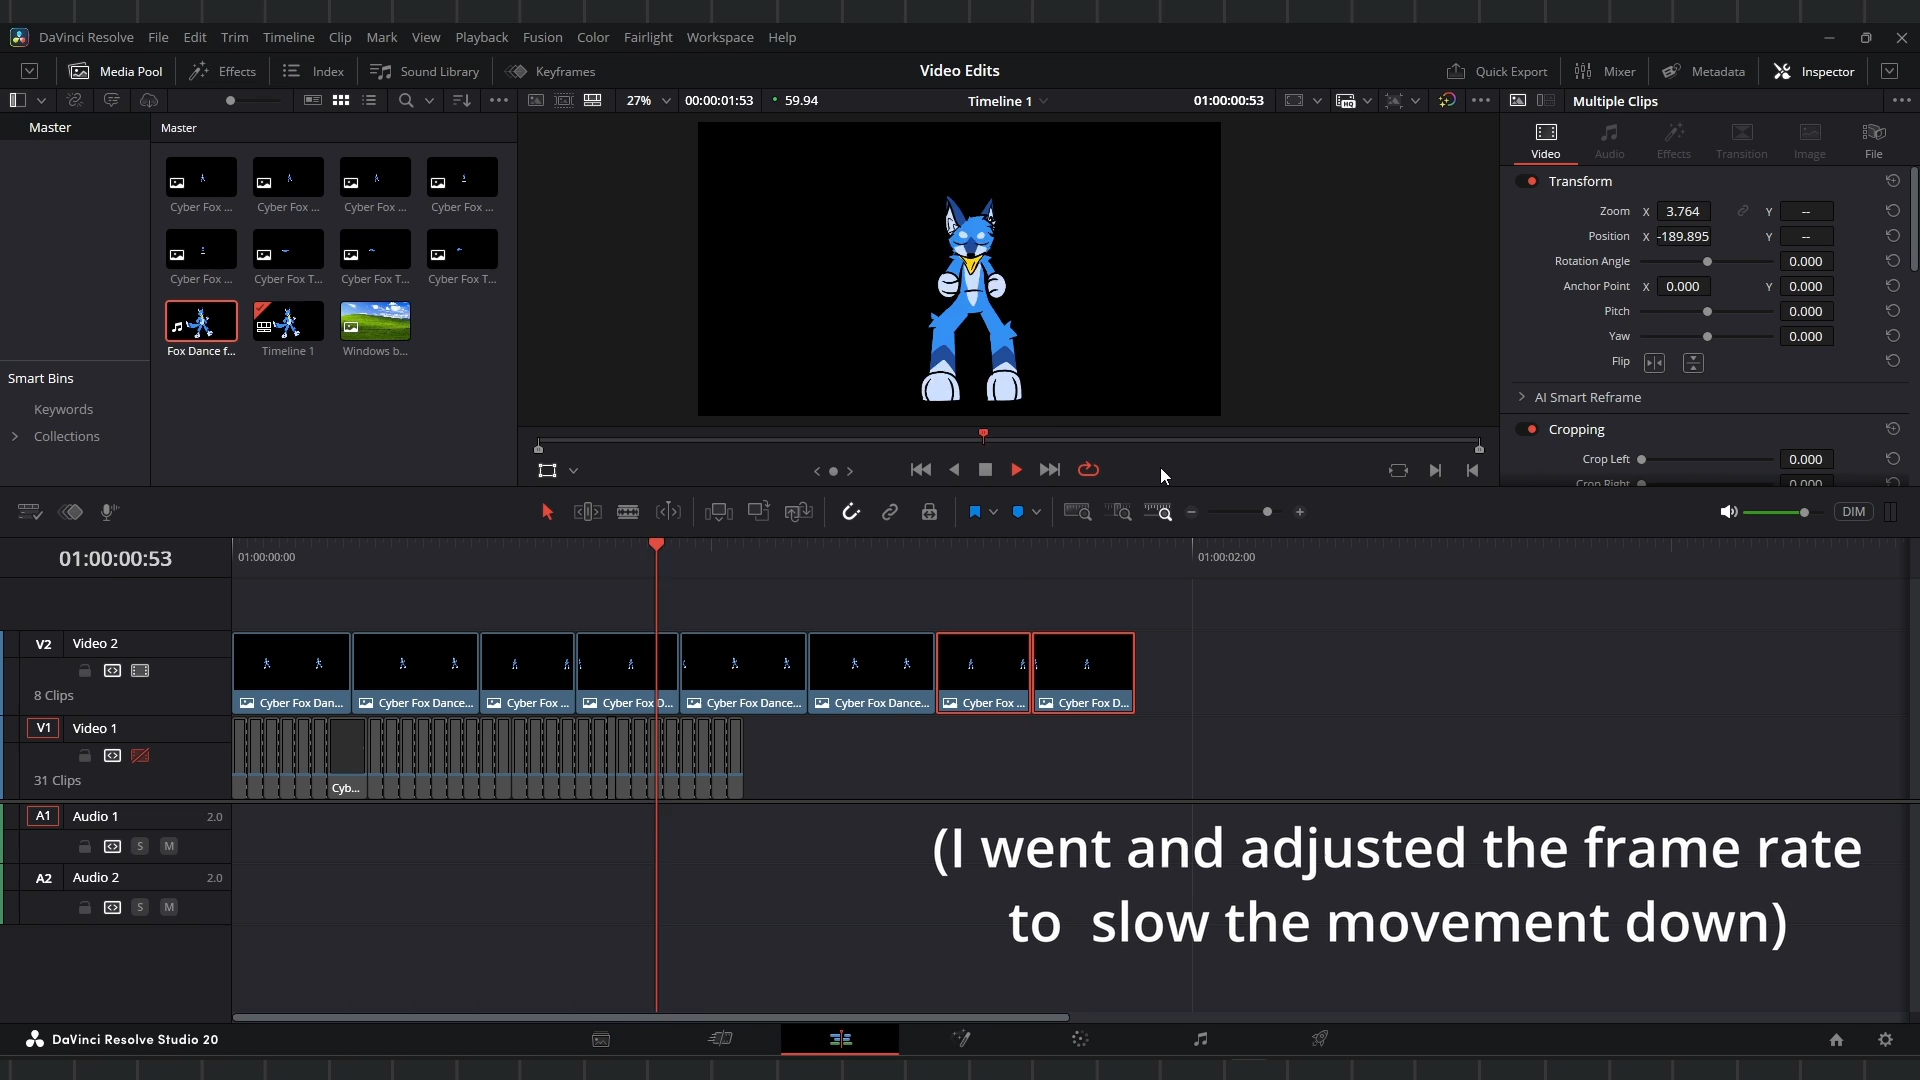 DaVinci Resolve File Edit Trim Timeline Clip Mark View Playback Fusion Color Fairlight Workspace Help
Media Pool Effects Index Sound Library Keyframes Video Edits Quick Export Mixer Metadata Inspector
27% 00:00:01:53 59.94 Timeline 1 01:00:00:53 Multiple Clips
Master
Master
Video Audio Effects Transition Image File
Transform
Cyber Fox ... Cyber Fox ... Cyber Fox ... Cyber Fox ...
Zoom X 3.764 Y --
Position X -189.895 Y --
Rotation Angle 0.000
Cyber Fox ... Cyber Fox T... Cyber Fox T... Cyber Fox T...
Anchor Point X 0.000 Y 0.000
Pitch 0.000
Yaw 0.000
Fox Dance f... Timeline 1 Windows b...
Flip
Smart Bins
AI Smart Reframe
Keywords
Cropping
Collections
Crop Left 0.000
Crop Right 0.000
DIM
01:00:00:53
01:00:00:00 01:00:02:00
V2 Video 2
8 Clips
Cyber Fox Dan... Cyber Fox Dance... Cyber Fox ... Cyber Fox D... Cyber Fox Dance... Cyber Fox Dance... Cyber Fox ... Cyber Fox D...
V1 Video 1
31 Clips
Cyb...
A1 Audio 1 2.0
S M
A2 Audio 2 2.0
S M
(I went and adjusted the frame rate
to slow the movement down)
DaVinci Resolve Studio 20